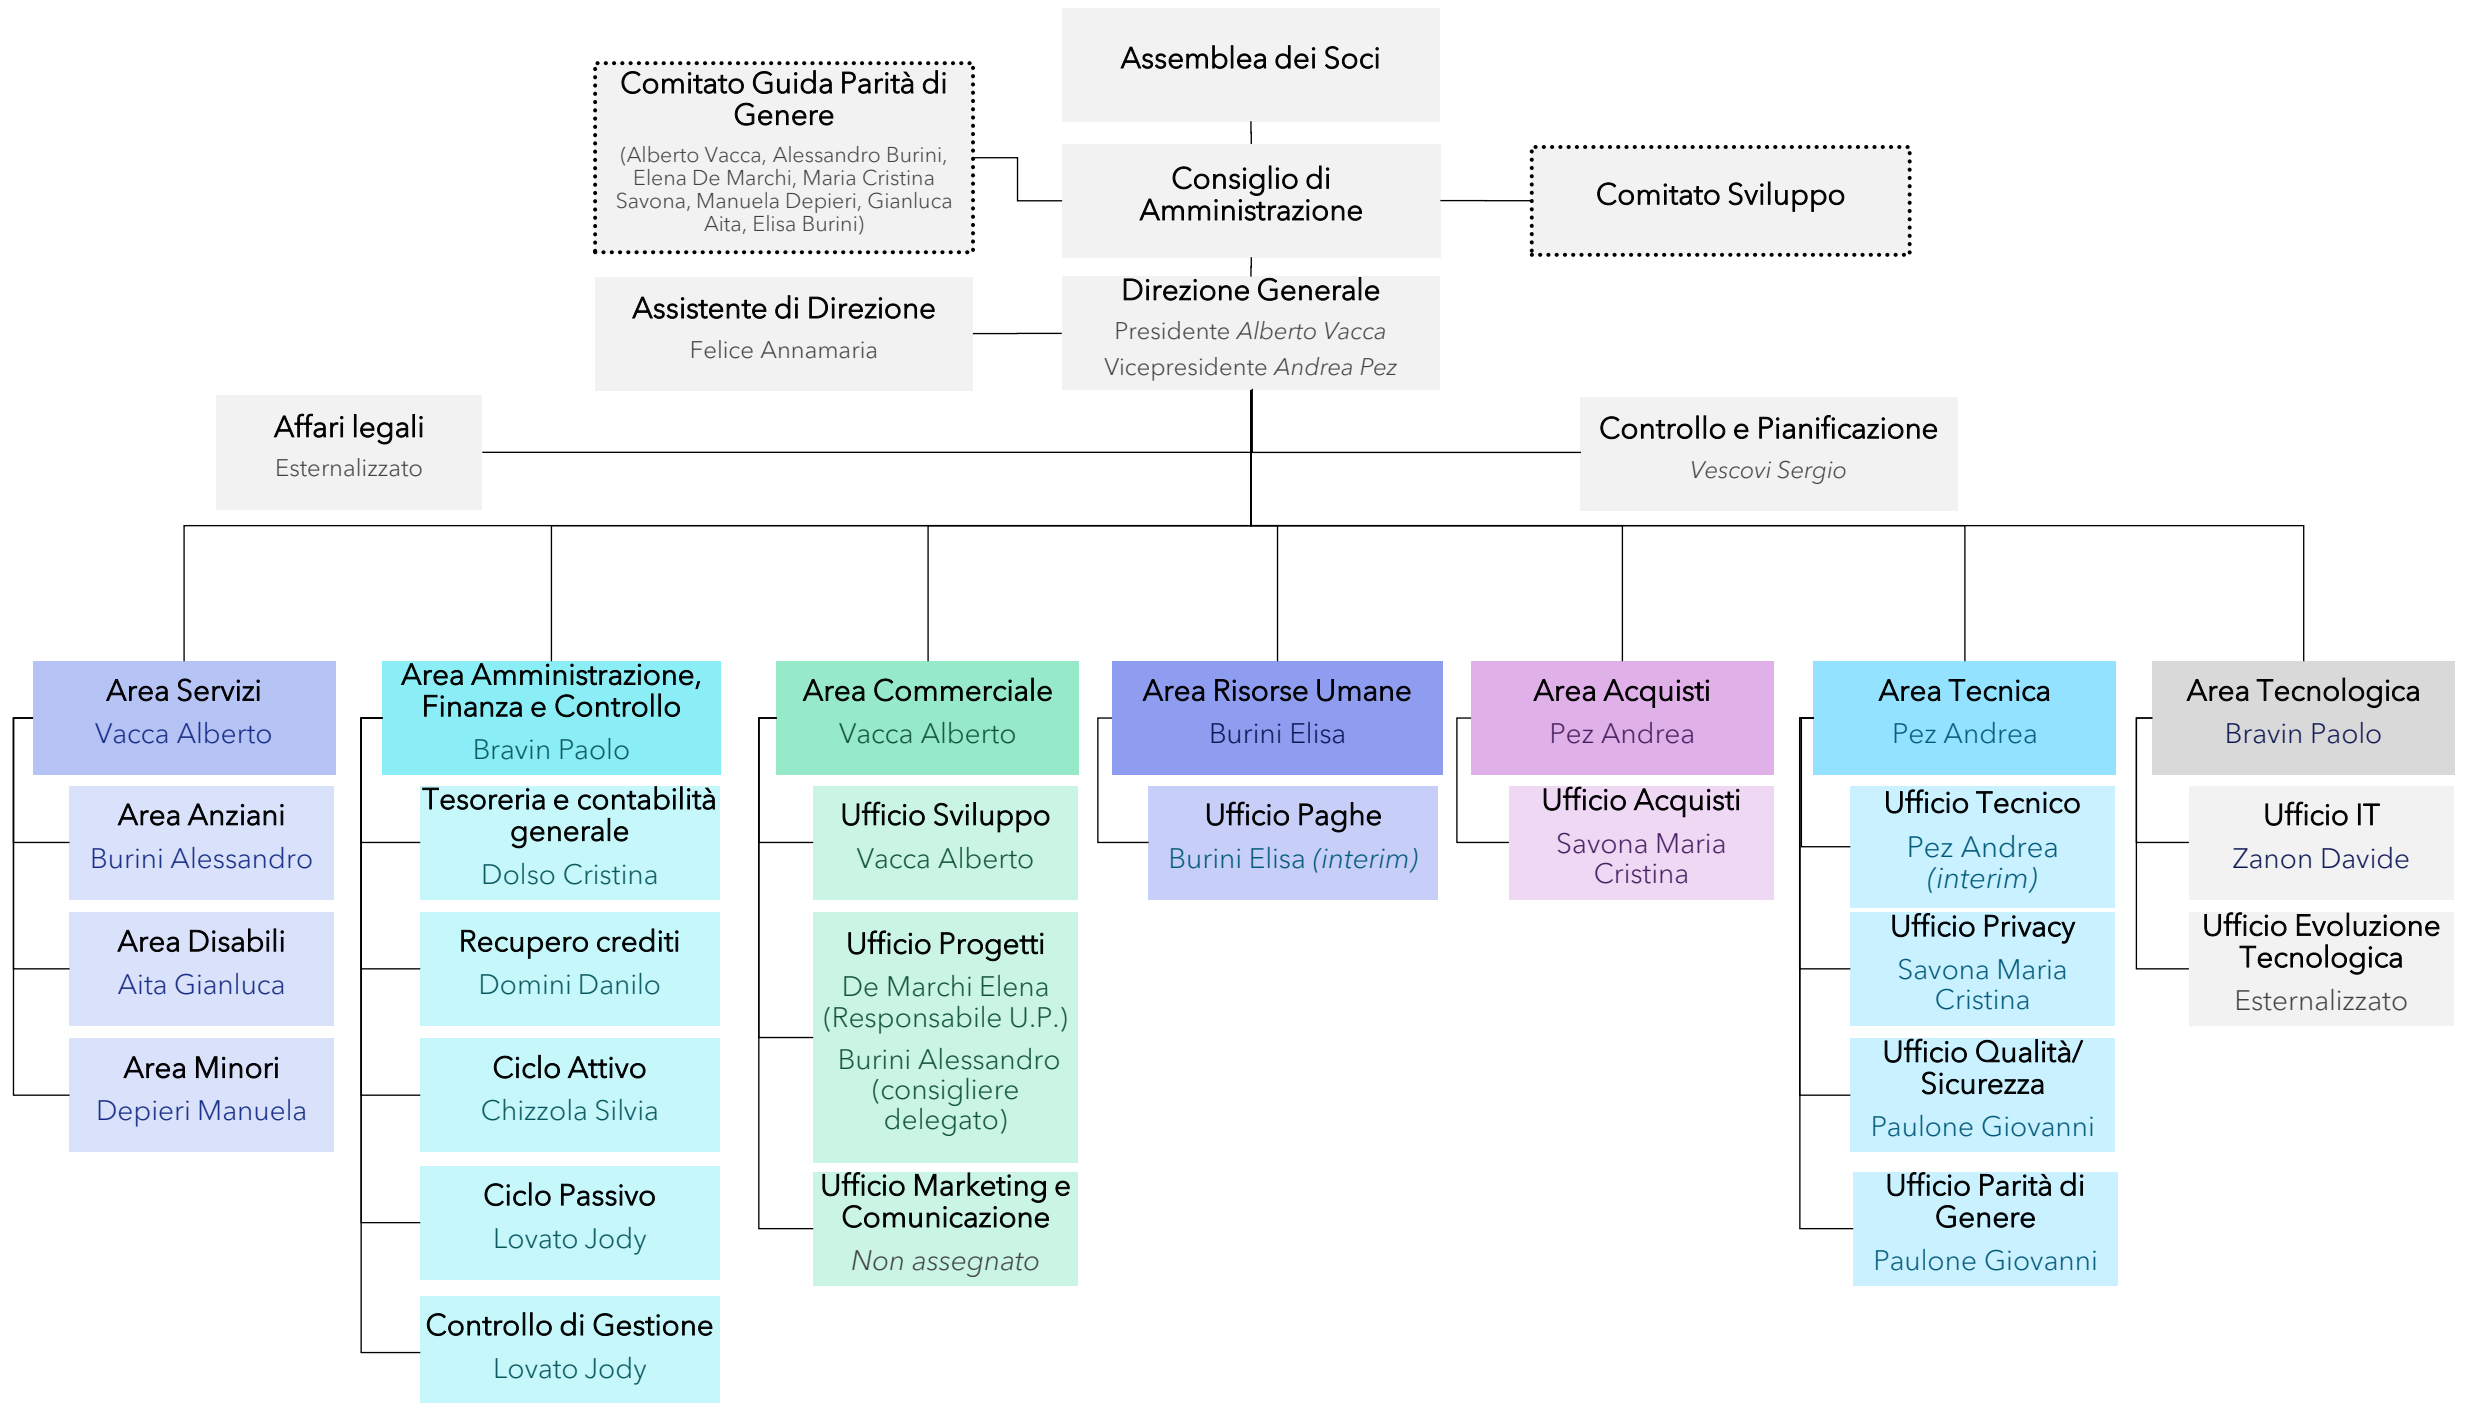 Assemblea dei Soci
Comitato Guida Parità di
Genere
(Alberto Vacca, Alessandro Burini,
Elena De Marchi, Maria Cristina
Savona, Manuela Depieri, Gianluca
Aita, Elisa Burini)
Consiglio di
Amministrazione
Comitato Sviluppo
Assistente di Direzione
Felice Annamaria
Direzione Generale
Presidente Alberto Vacca
Vicepresidente Andrea Pez
Affari legali
Esternalizzato
Controllo e Pianificazione
Vescovi Sergio
Area Servizi
Vacca Alberto
Area Anziani
Burini Alessandro
Area Disabili
Aita Gianluca
Area Minori
Depieri Manuela
Area Amministrazione,
Finanza e Controllo
Bravin Paolo
Tesoreria e contabilità
generale
Dolso Cristina
Recupero crediti
Domini Danilo
Ciclo Attivo
Chizzola Silvia
Ciclo Passivo
Lovato Jody
Controllo di Gestione
Lovato Jody
Area Commerciale
Vacca Alberto
Ufficio Sviluppo
Vacca Alberto
Ufficio Progetti
De Marchi Elena
(Responsabile U.P.)
Burini Alessandro
(consigliere
delegato)
Ufficio Marketing e
Comunicazione
Non assegnato
Area Risorse Umane
Burini Elisa
Ufficio Paghe
Burini Elisa (interim)
Area Acquisti
Pez Andrea
Ufficio Acquisti
Savona Maria
Cristina
Area Tecnica
Pez Andrea
Ufficio Tecnico
Pez Andrea
(interim)
Ufficio Privacy
Savona Maria
Cristina
Ufficio Qualità/
Sicurezza
Paulone Giovanni
Ufficio Parità di
Genere
Paulone Giovanni
Area Tecnologica
Bravin Paolo
Ufficio IT
Zanon Davide
Ufficio Evoluzione
Tecnologica
Esternalizzato